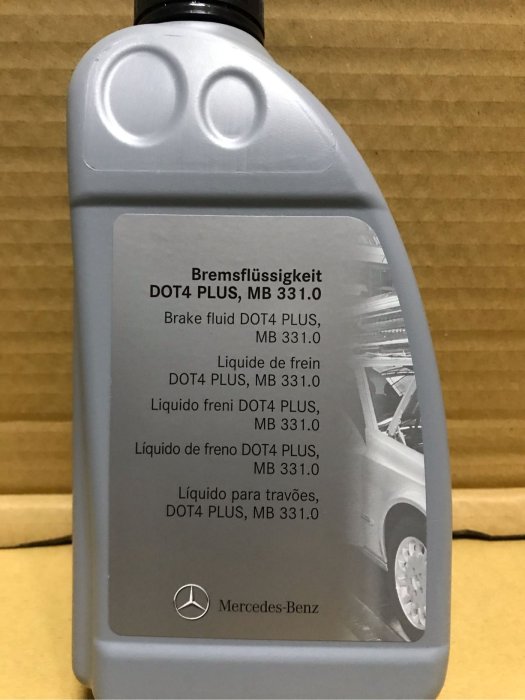 Bremsflüssigkeit
DOT4 PLUS, MB 331.0
Brake fluid DOT4 PLUS,
MB 331.0
Liquide de frein
DOT4 PLUS, MB 331.0
Liquido freni DOT4 PLUS,
MB 331.0
Líquido de freno DOT4 PLUS,
MB 331.0
Líquido para travões,
DOT4 PLUS, MB 331.0
Mercedes-Benz